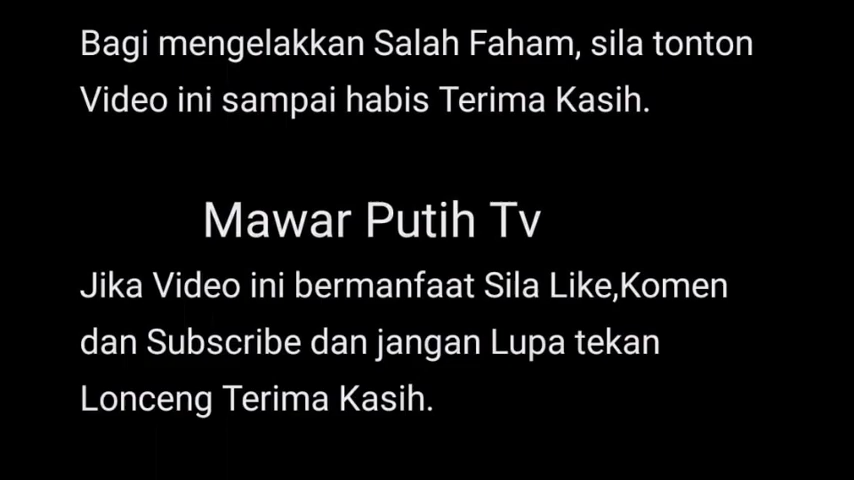 Bagi mengelakkan Salah Faham, sila tonton
Video ini sampai habis Terima Kasih.
Mawar Putih Tv
Jika Video ini bermanfaat Sila Like,Komen
dan Subscribe dan jangan Lupa tekan
Lonceng Terima Kasih.